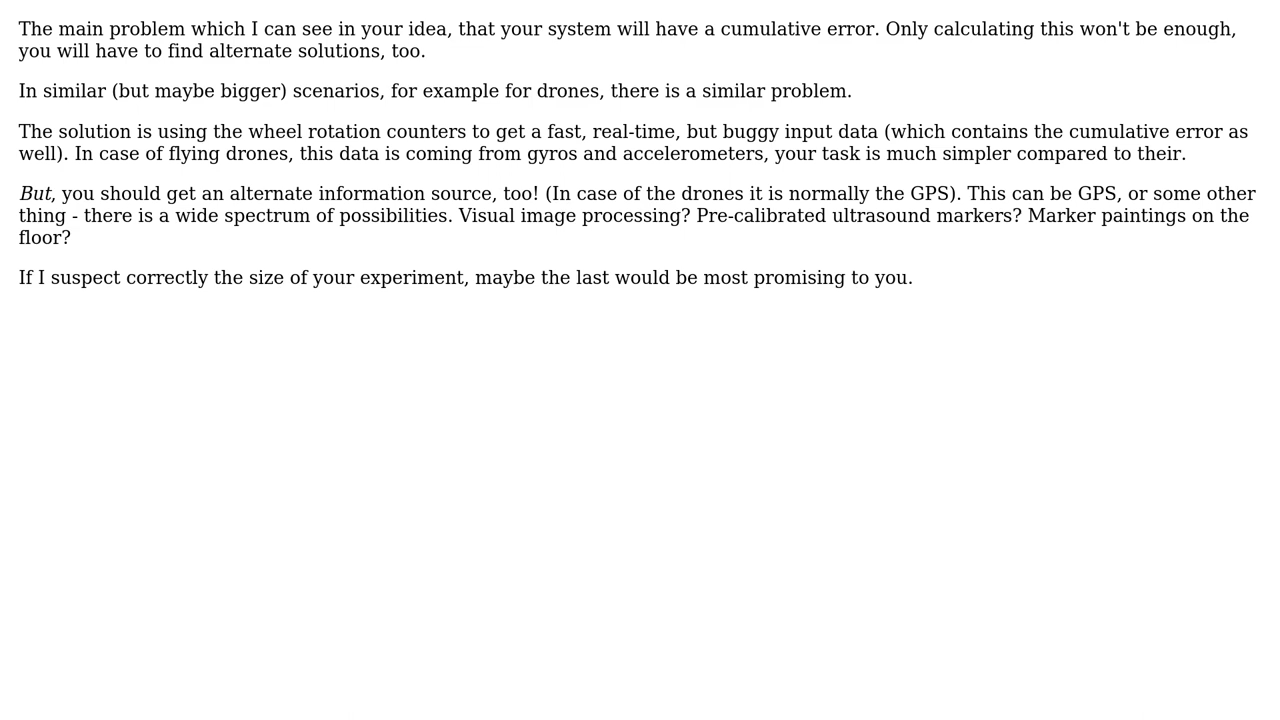 The main problem which I can see in your idea, that your system will have a cumulative error. Only calculating this won't be enough,
you will have to find alternate solutions, too.
In similar (but maybe bigger) scenarios, for example for drones, there is a similar problem.
The solution is using the wheel rotation counters to get a fast, real-time, but buggy input data (which contains the cumulative error as
well). In case of flying drones, this data is coming from gyros and accelerometers, your task is much simpler compared to their.
But, you should get an alternate information source, too! (In case of the drones it is normally the GPS). This can be GPS, or some other
thing - there is a wide spectrum of possibilities. Visual image processing? Pre-calibrated ultrasound markers? Marker paintings on the
floor?
If I suspect correctly the size of your experiment, maybe the last would be most promising to you.